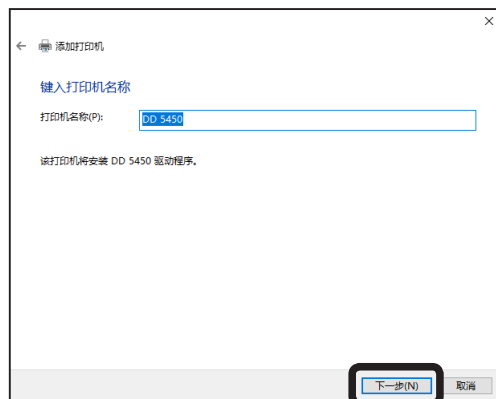 添加打印机
键入打印机名称
打印机名称(P):
DD 5450
该打印机将安装 DD 5450 驱动程序。
下一步(N)
取消